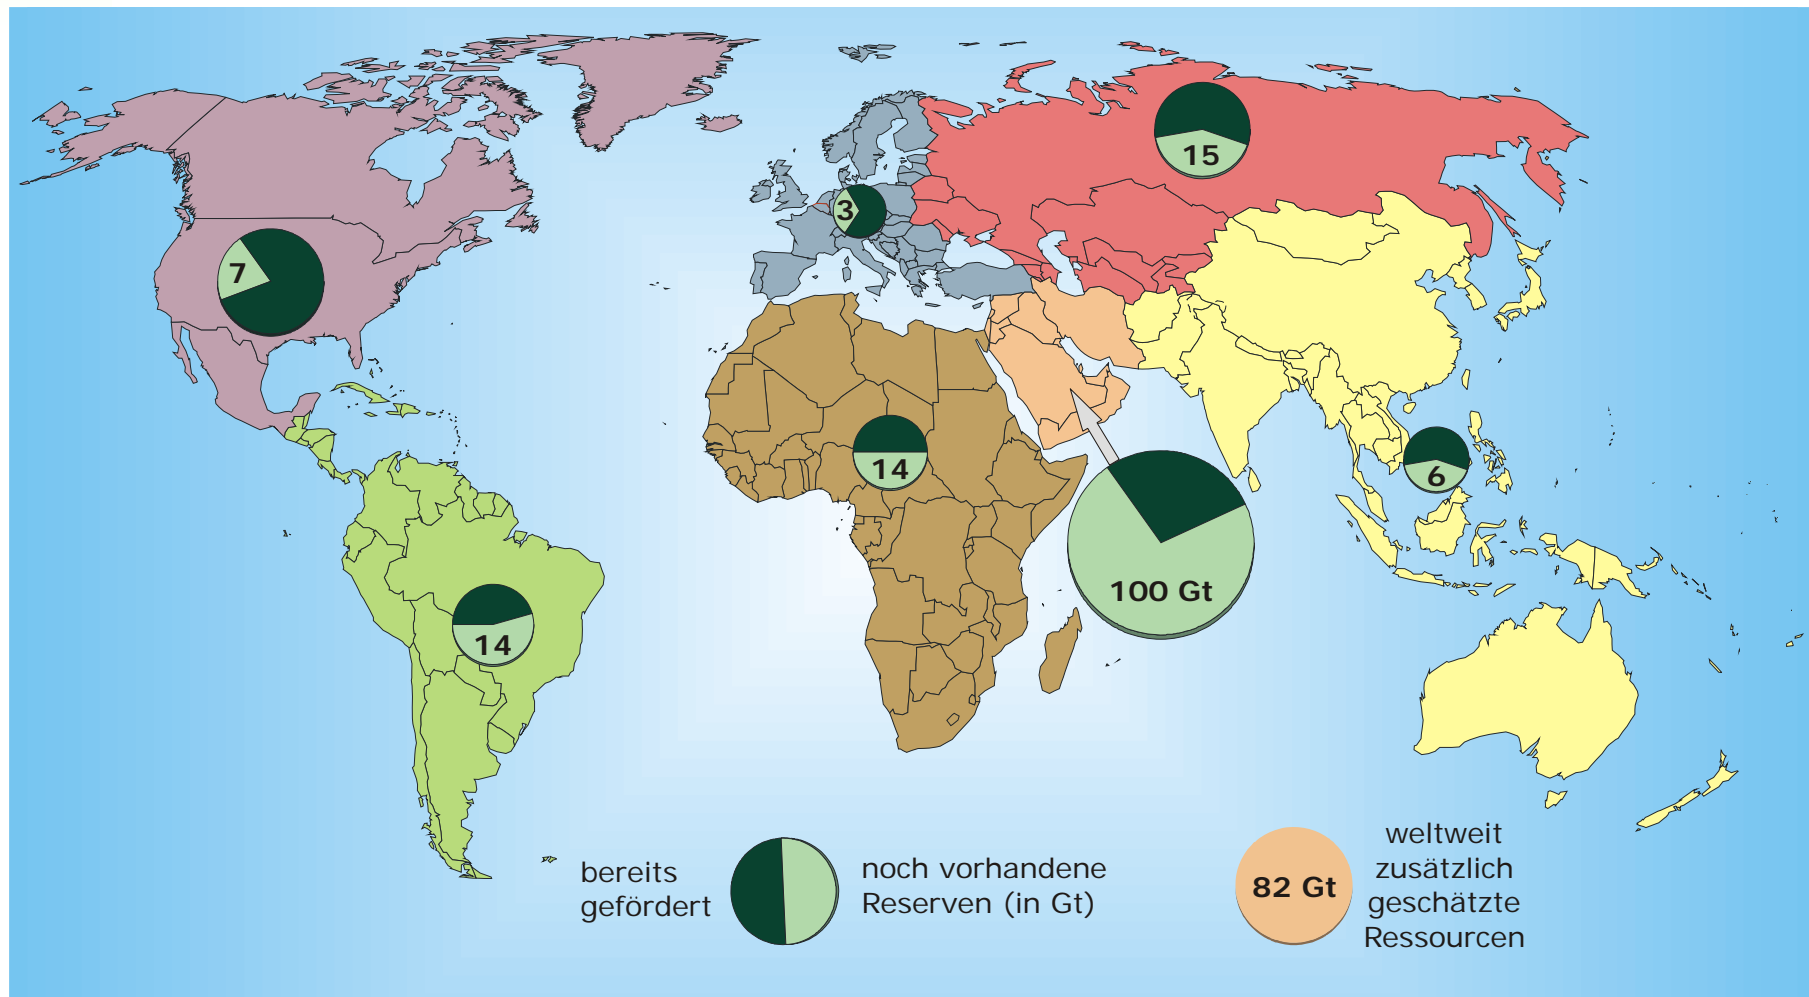 15
3
7
14
6
100 Gt
14
bereits
gefördert
noch vorhandene
Reserven (in Gt)
82 Gt
weltweit
zusätzlich
geschätzte
Ressourcen